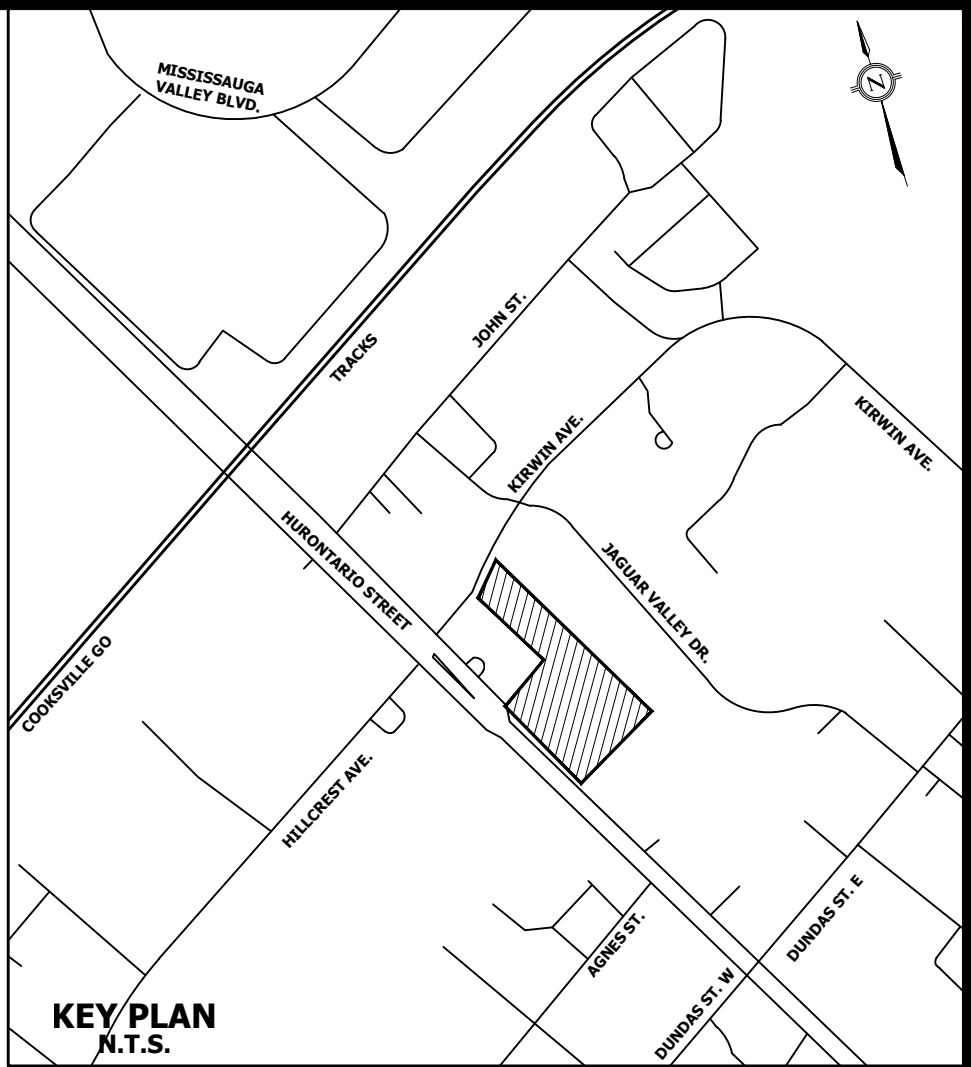 MISSISSAUGA
VALLEY BLVD.
N
JOHN ST.
TRACKS
KIRWIN AVE.
KIRWIN AVE.
HURONTARIO STREET
JAGUAR VALLEY DR.
COOKSVILLE GO
HILLCREST AVE.
DUNDAS ST. E
AGNES ST.
DUNDAS ST. W
KEY PLAN
N.T.S.